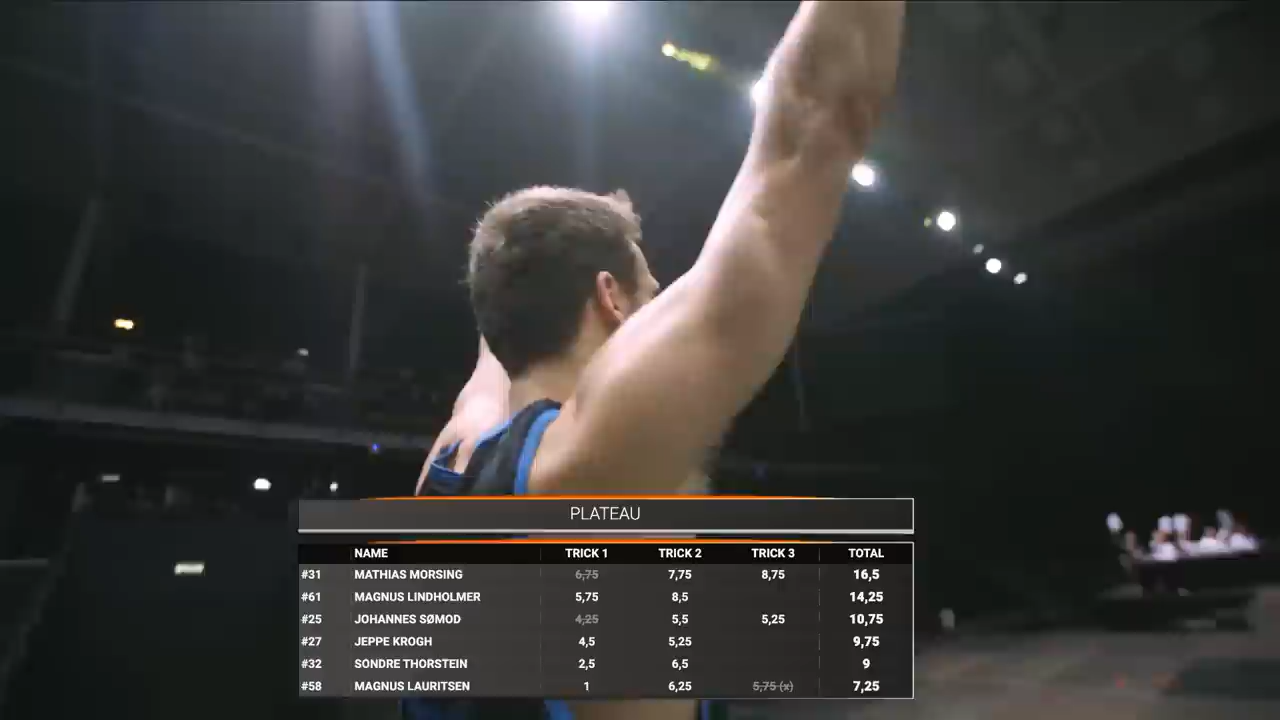 PLATEAU
NAME TRICK 1 TRICK 2 TRICK 3 TOTAL
#31 MATHIAS MORSING 6,75 7,75 8,75 16,5
#61 MAGNUS LINDHOLMER 5,75 8,5 14,25
#25 JOHANNES SØMOD 4,25 5,5 5,25 10,75
#27 JEPPE KROGH 4,5 5,25 9,75
#32 SONDRE THORSTEIN 2,5 6,5 9
#58 MAGNUS LAURITSEN 1 6,25 5,75 (x) 7,25